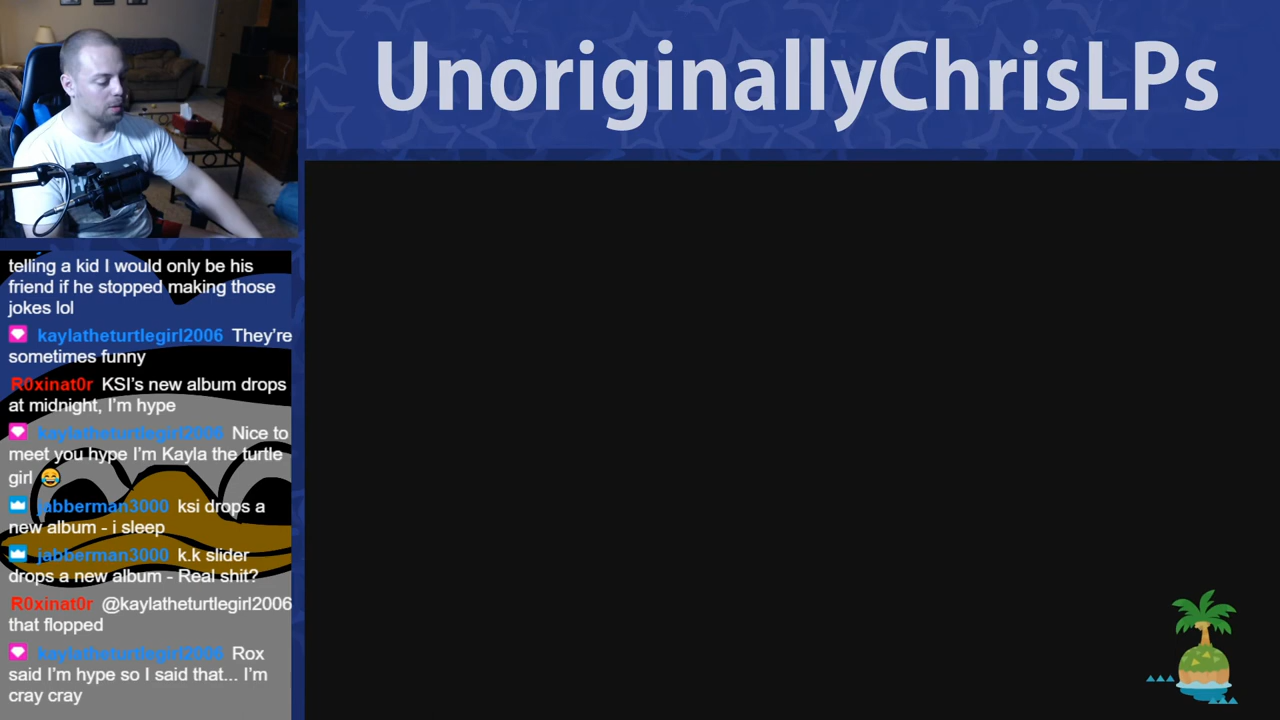 UnoriginallyChrisLPs
telling a kid I would only be his
friend if he stopped making those
jokes lol
kaylatheturtlegirl2006 They're
sometimes funny
R0xinat0r KSI's new album drops
at midnight, I'm hype
kaylatheturtlegirl2006 Nice to
meet you hype I'm Kayla the turtle
girl 😂
jabberman3000 ksi drops a
new album - i sleep
jabberman3000 k.k slider
drops a new album - Real shit?
R0xinat0r @kaylatheturtlegirl2006
that flopped
kaylatheturtlegirl2006 Rox
said I'm hype so I said that... I'm
cray cray